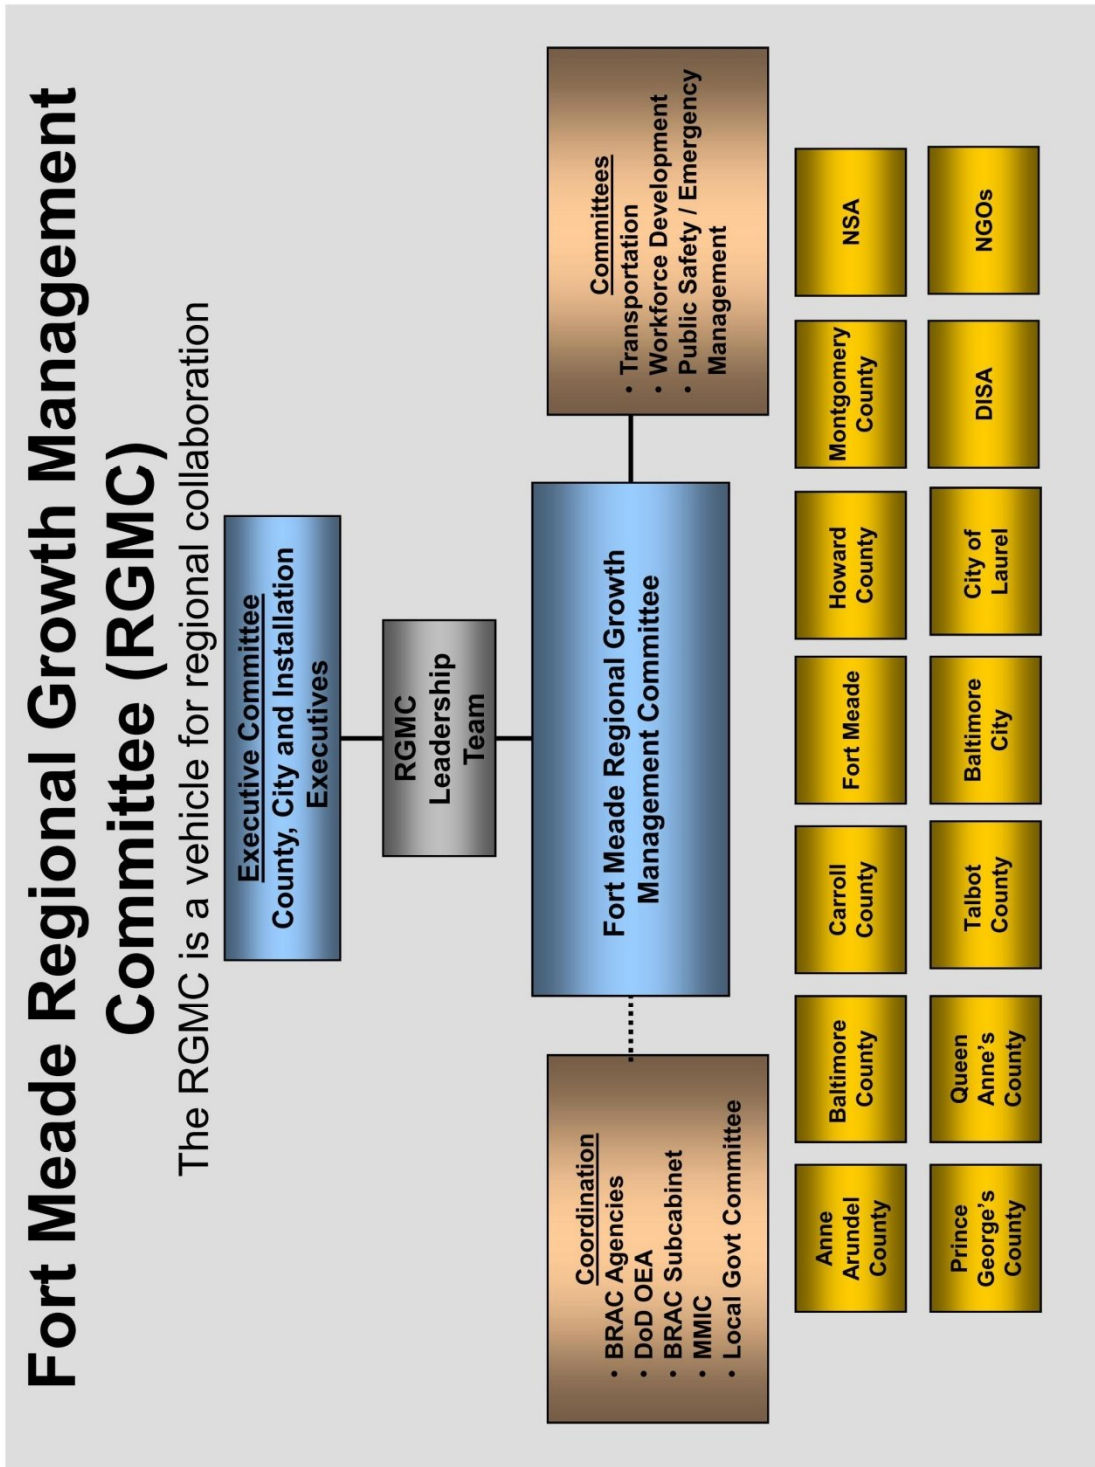 Fort Meade Regional Growth Management
Committee (RGMC)
The RGMC is a vehicle for regional collaboration
Executive Committee
County, City and Installation
Executives
RGMC
Leadership
Team
Coordination
• BRAC Agencies
• DoD OEA
• BRAC Subcabinet
• MMIC
• Local Govt Committee
Fort Meade Regional Growth
Management Committee
Committees
• Transportation
• Workforce Development
• Public Safety / Emergency
Management
Anne
Arundel
County
Baltimore
County
Carroll
County
Fort Meade
Howard
County
Montgomery
County
NSA
Prince
George’s
County
Queen
Anne’s
County
Talbot
County
Baltimore
City
City of
Laurel
DISA
NGOs